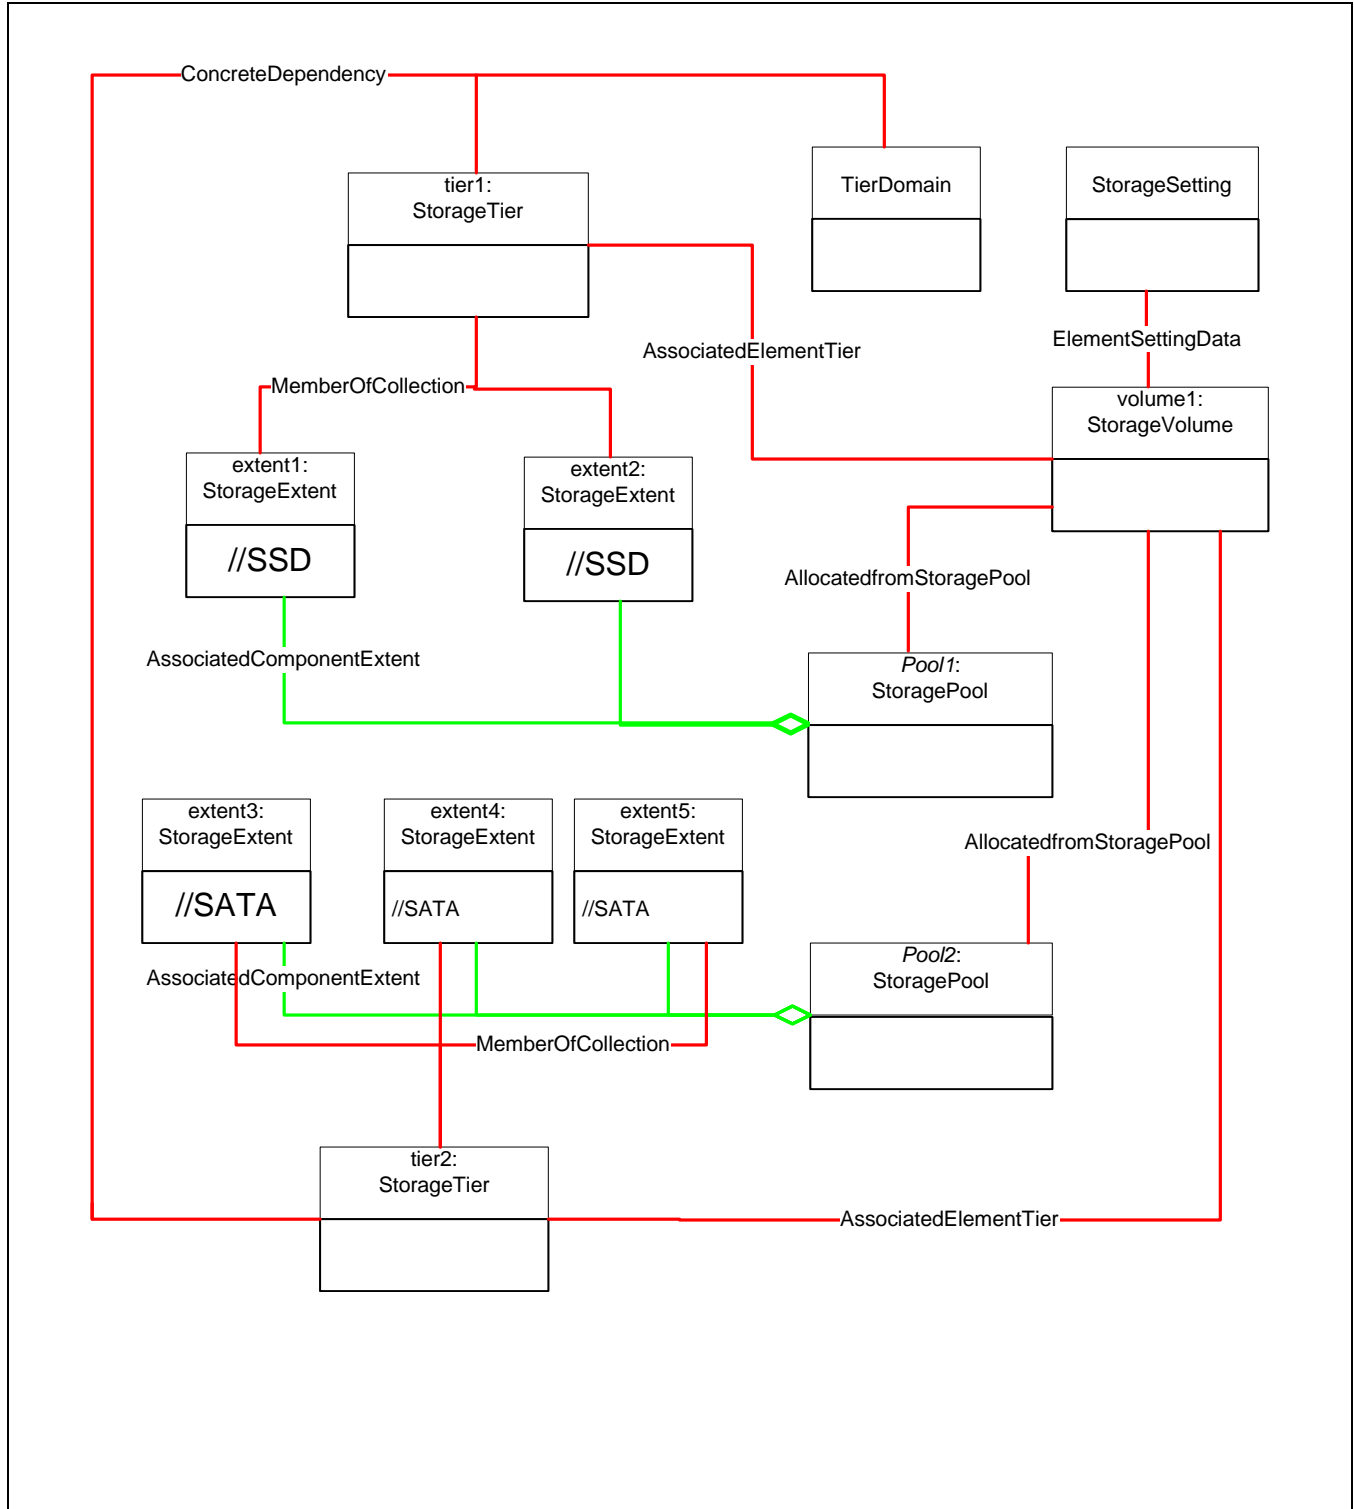 ConcreteDependency
tier1:
StorageTier
TierDomain
StorageSetting
AssociatedElementTier
ElementSettingData
MemberOfCollection
volume1:
StorageVolume
extent1:
StorageExtent
//SSD
extent2:
StorageExtent
//SSD
AllocatedfromStoragePool
AssociatedComponentExtent
Pool1:
StoragePool
extent3:
StorageExtent
//SATA
extent4:
StorageExtent
//SATA
extent5:
StorageExtent
//SATA
AllocatedfromStoragePool
AssociatedComponentExtent
Pool2:
StoragePool
MemberOfCollection
tier2:
StorageTier
AssociatedElementTier